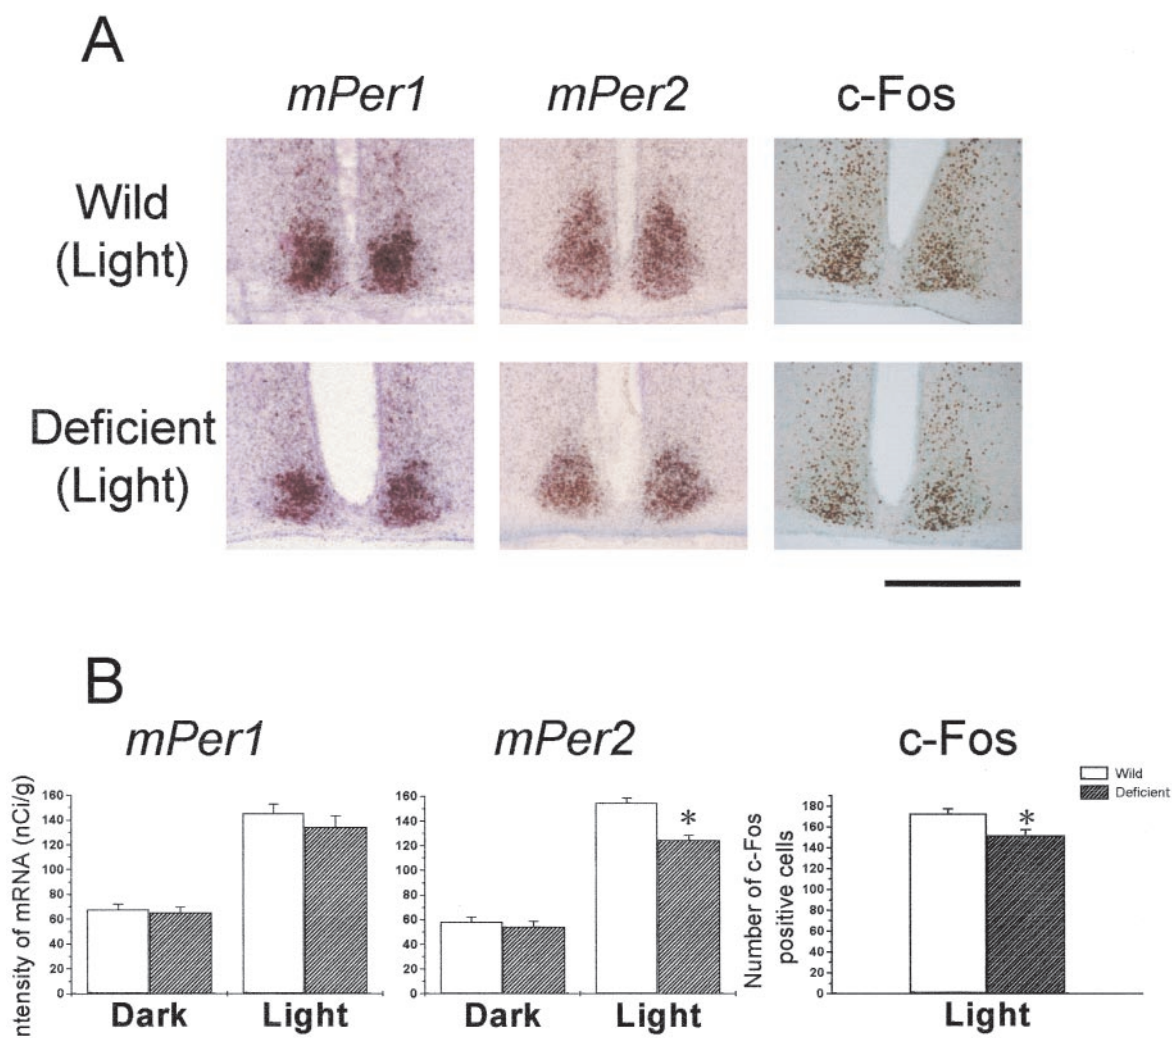 A
mPer1 mPer2 c-Fos
Wild
(Light)
Deficient
(Light)
B
mPer1 mPer2 c-Fos
Wild
Deficient
ntensity of mRNA (nCi/g)
160
140
120
100
80
60
40
20
0
Dark Light
160
140
120
100
80
60
40
20
0
*
Dark Light
Number of c-Fos
positive cells
180
160
140
120
100
80
60
40
20
0
*
Light